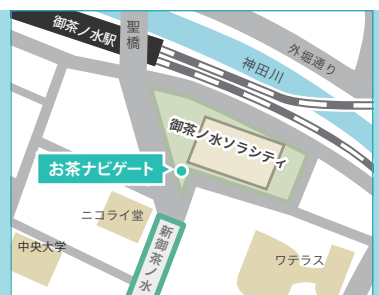 御茶ノ水駅
聖橋
外堀通り
神田川
御茶ノ水ソラシティ
お茶ナビゲート
ニコライ堂
新御茶ノ水
中央大学
ワテラス